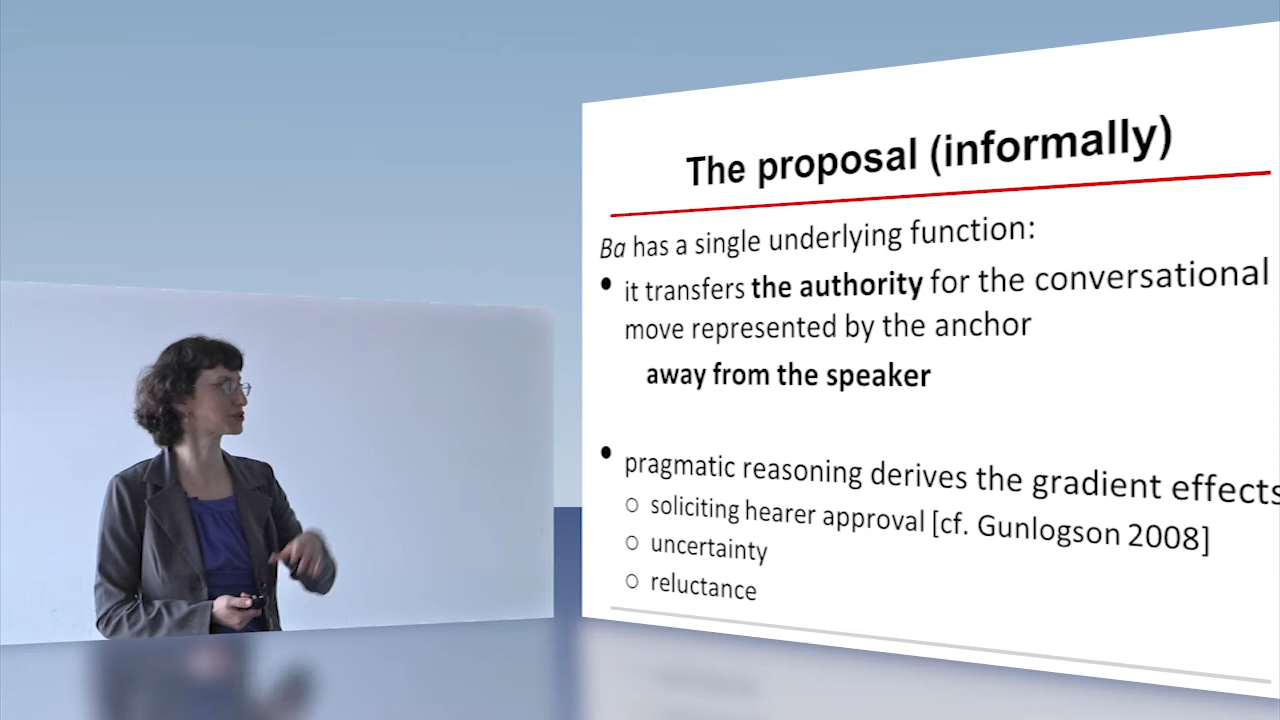 The proposal (informally)
Ba has a single underlying function:
• it transfers the authority for the conversational
move represented by the anchor
away from the speaker
• pragmatic reasoning derives the gradient effects
○ soliciting hearer approval [cf. Gunlogson 2008]
○ uncertainty
○ reluctance